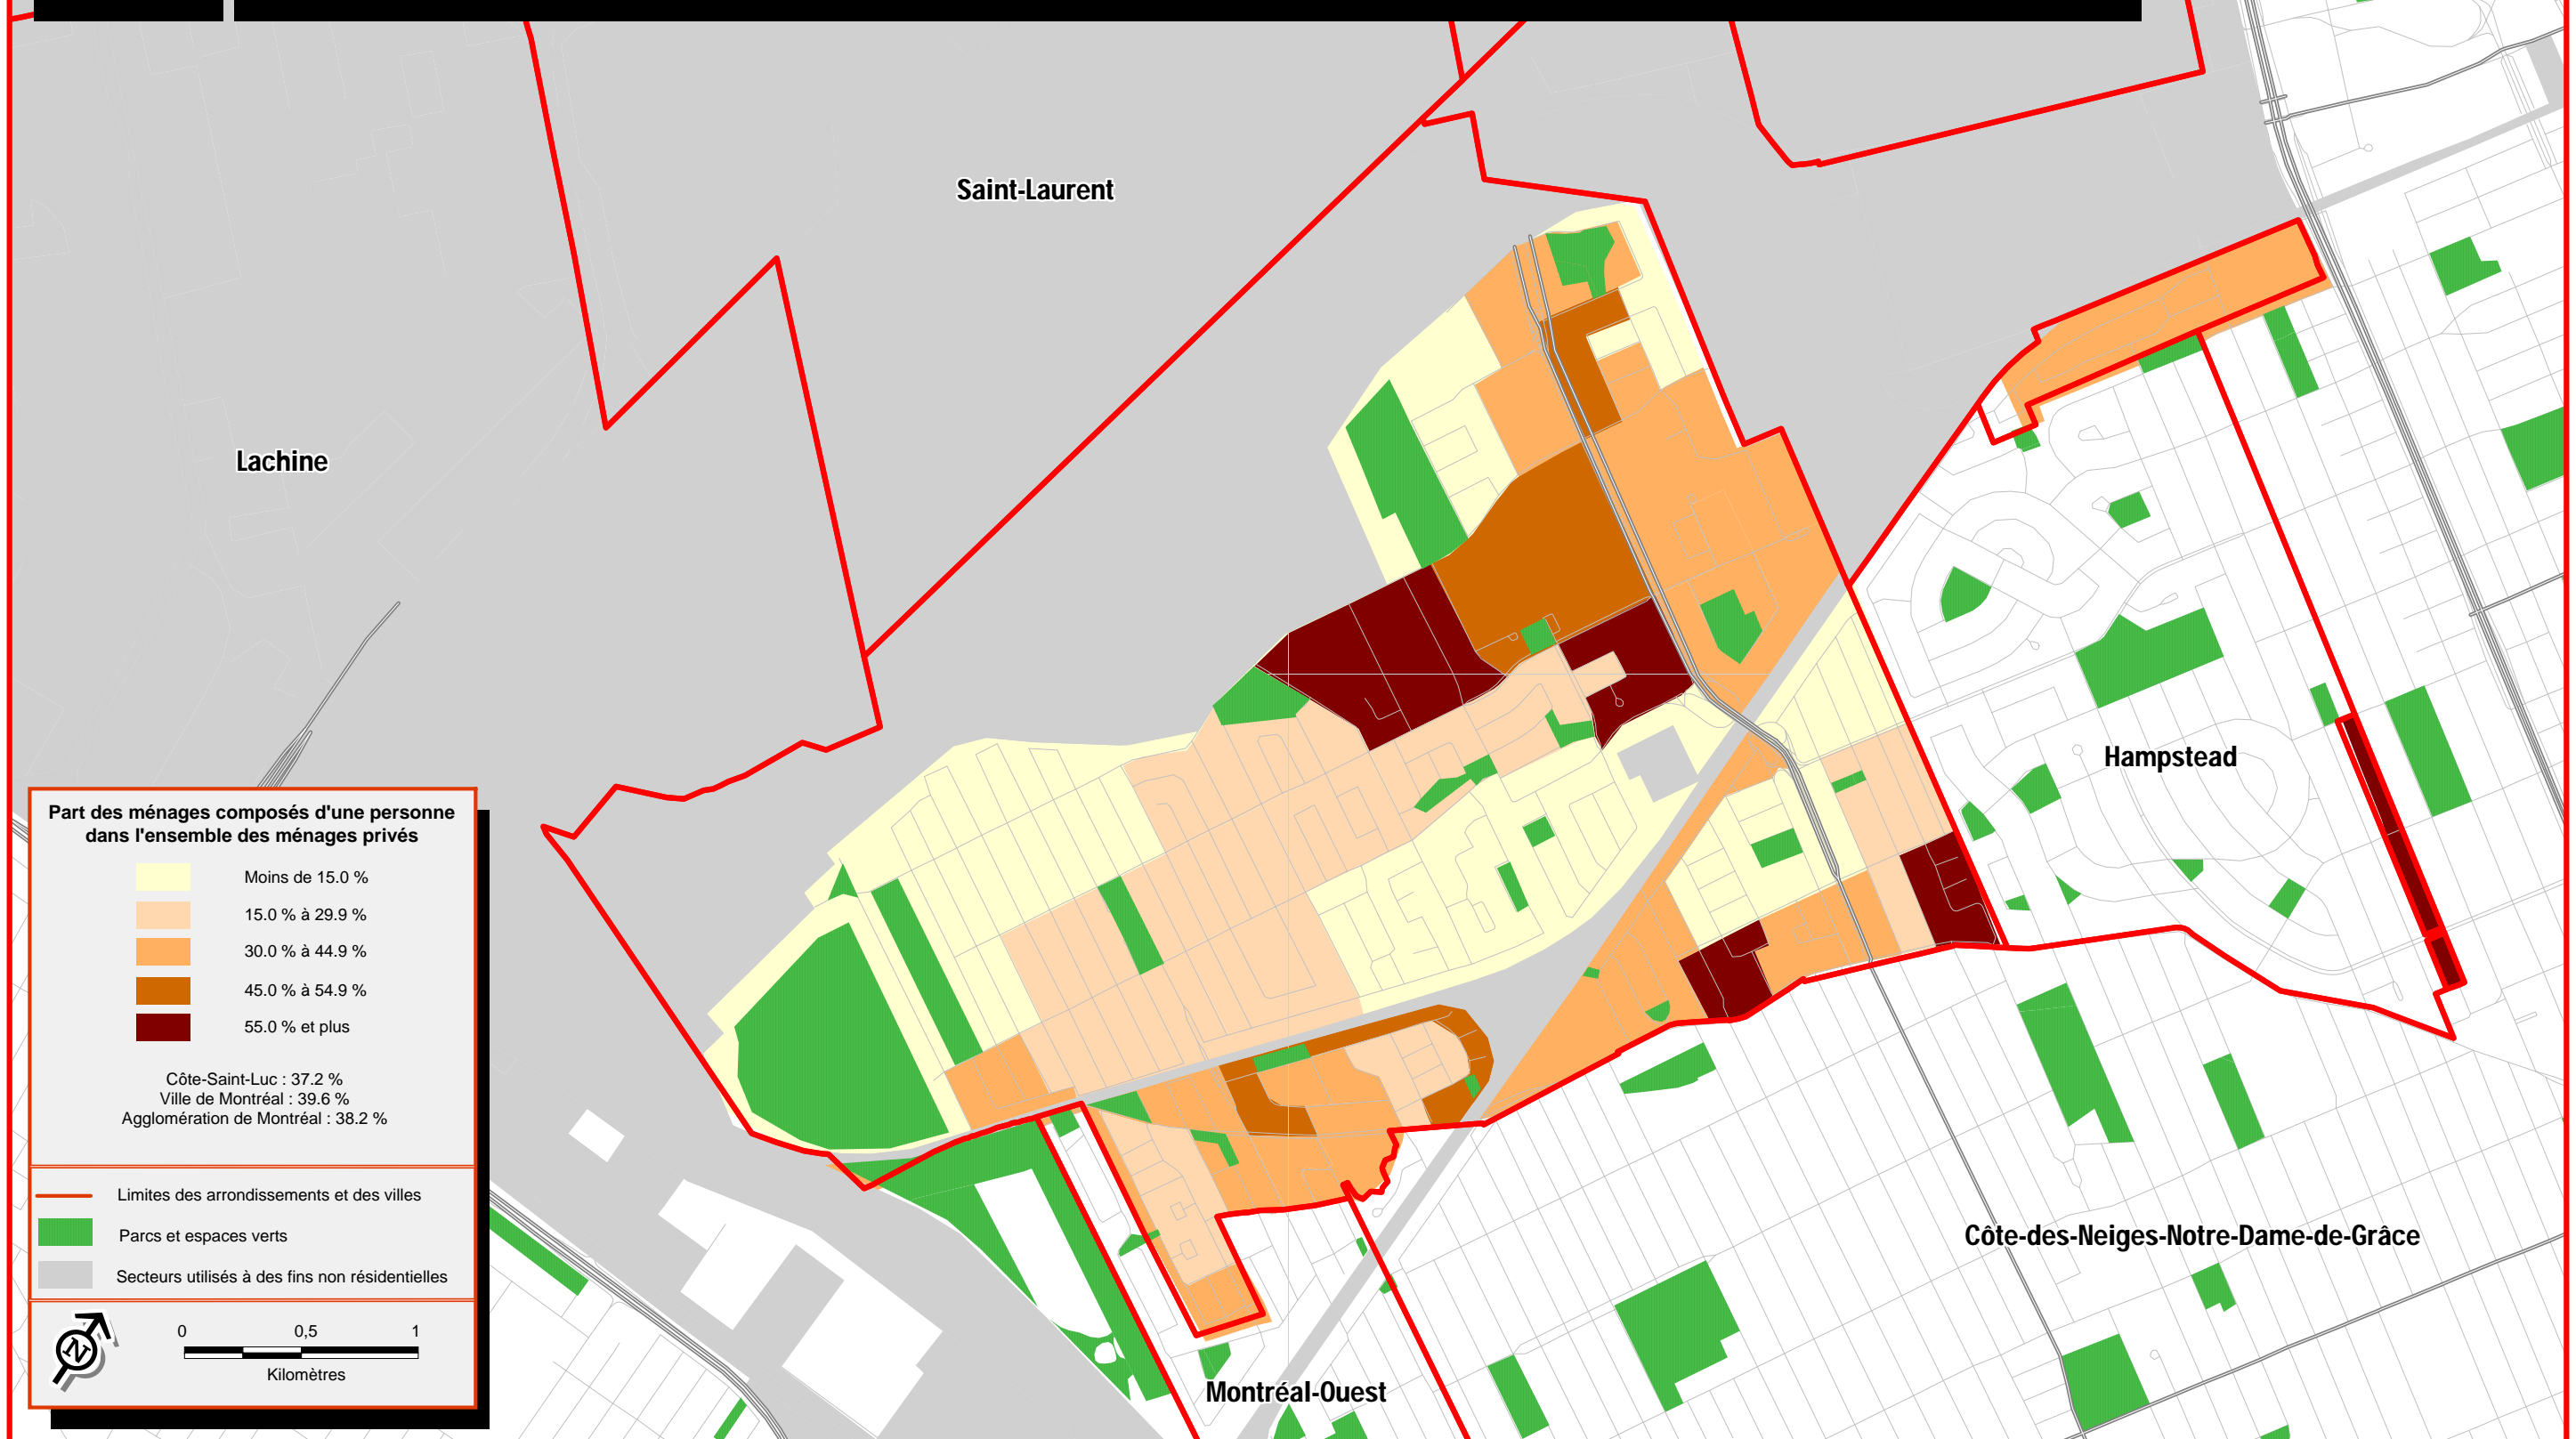 Saint-Laurent
Lachine
Hampstead
Côte-des-Neiges-Notre-Dame-de-Grâce
Montréal-Ouest
Part des ménages composés d'une personne
dans l'ensemble des ménages privés
Moins de 15.0 %
15.0 % à 29.9 %
30.0 % à 44.9 %
45.0 % à 54.9 %
55.0 % et plus
Côte-Saint-Luc : 37.2 %
Ville de Montréal : 39.6 %
Agglomération de Montréal : 38.2 %
Limites des arrondissements et des villes
Parcs et espaces verts
Secteurs utilisés à des fins non résidentielles
N
0 0,5 1
Kilomètres